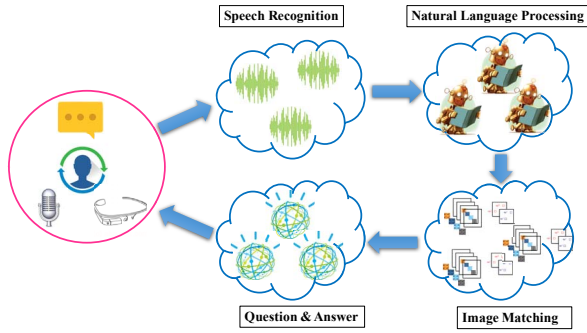 Speech Recognition
Natural Language Processing
Question & Answer
Image Matching